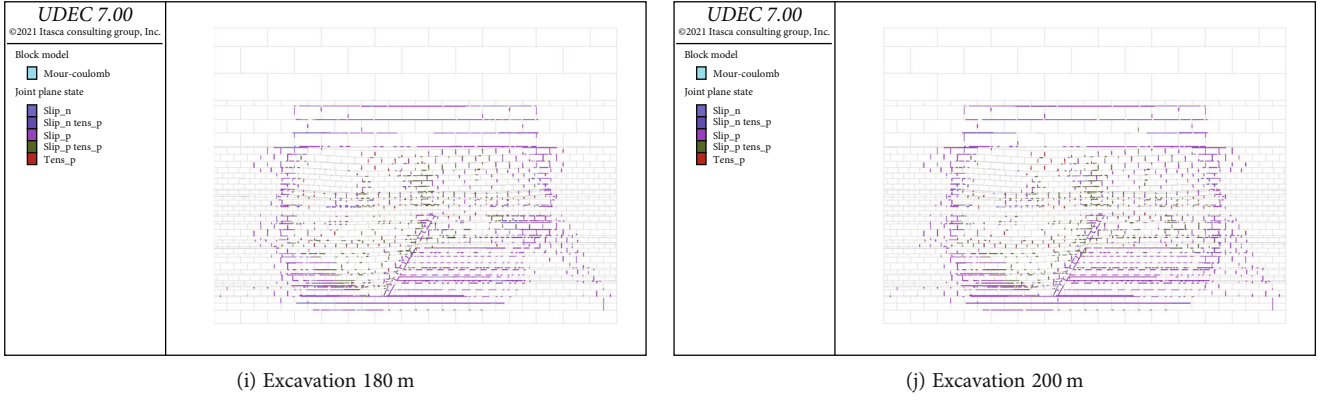 UDEC 7.00
©2021 Itasca consulting group, Inc.
Block model
Mour-coulomb
Joint plane state
Slip_n
Slip_n tens_p
Slip_p
Slip_p tens_p
Tens_p
(i) Excavation 180 m
UDEC 7.00
©2021 Itasca consulting group, Inc.
Block model
Mour-coulomb
Joint plane state
Slip_n
Slip_n tens_p
Slip_p
Slip_p tens_p
Tens_p
(j) Excavation 200 m